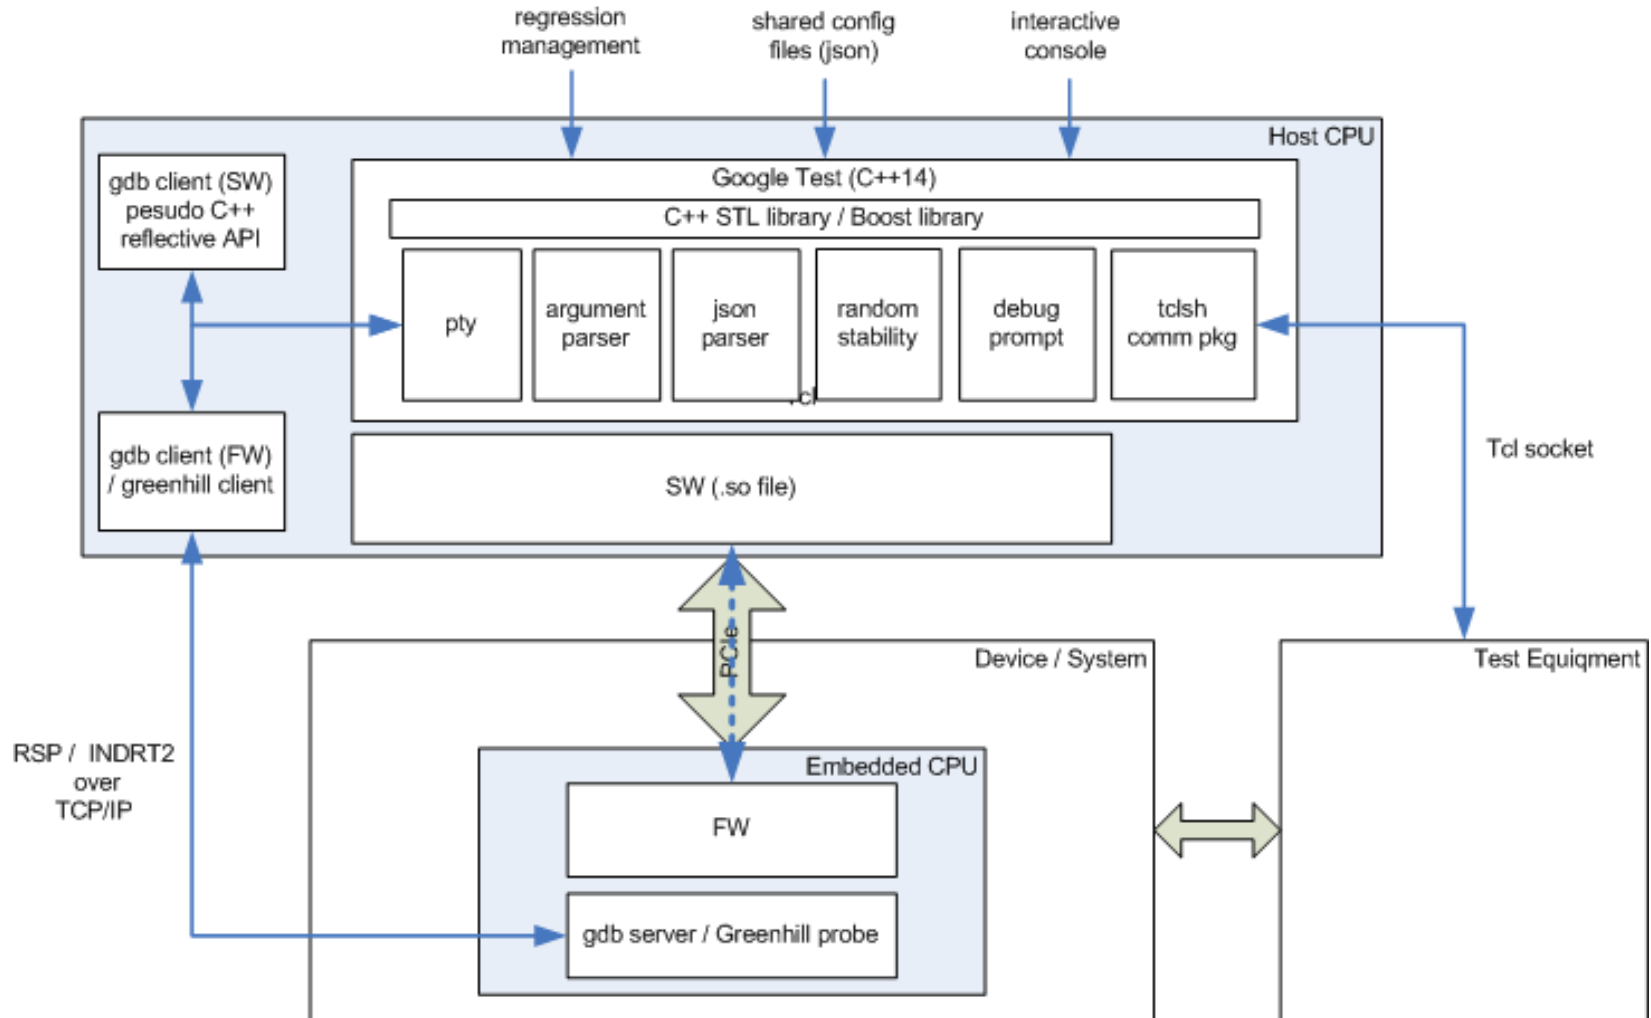 regression
management
shared config
files (json)
interactive
console
Host CPU
gdb client (SW)
pesudo C++
reflective API
Google Test (C++14)
C++ STL library / Boost library
pty
argument
parser
json
parser
random
stability
debug
prompt
tclsh
comm pkg
gdb client (FW)
/ greenhill client
SW (.so file)
Tcl socket
PCIe
Device / System
Test Equiqment
RSP / INDRT2
over
TCP/IP
Embedded CPU
FW
gdb server / Greenhill probe